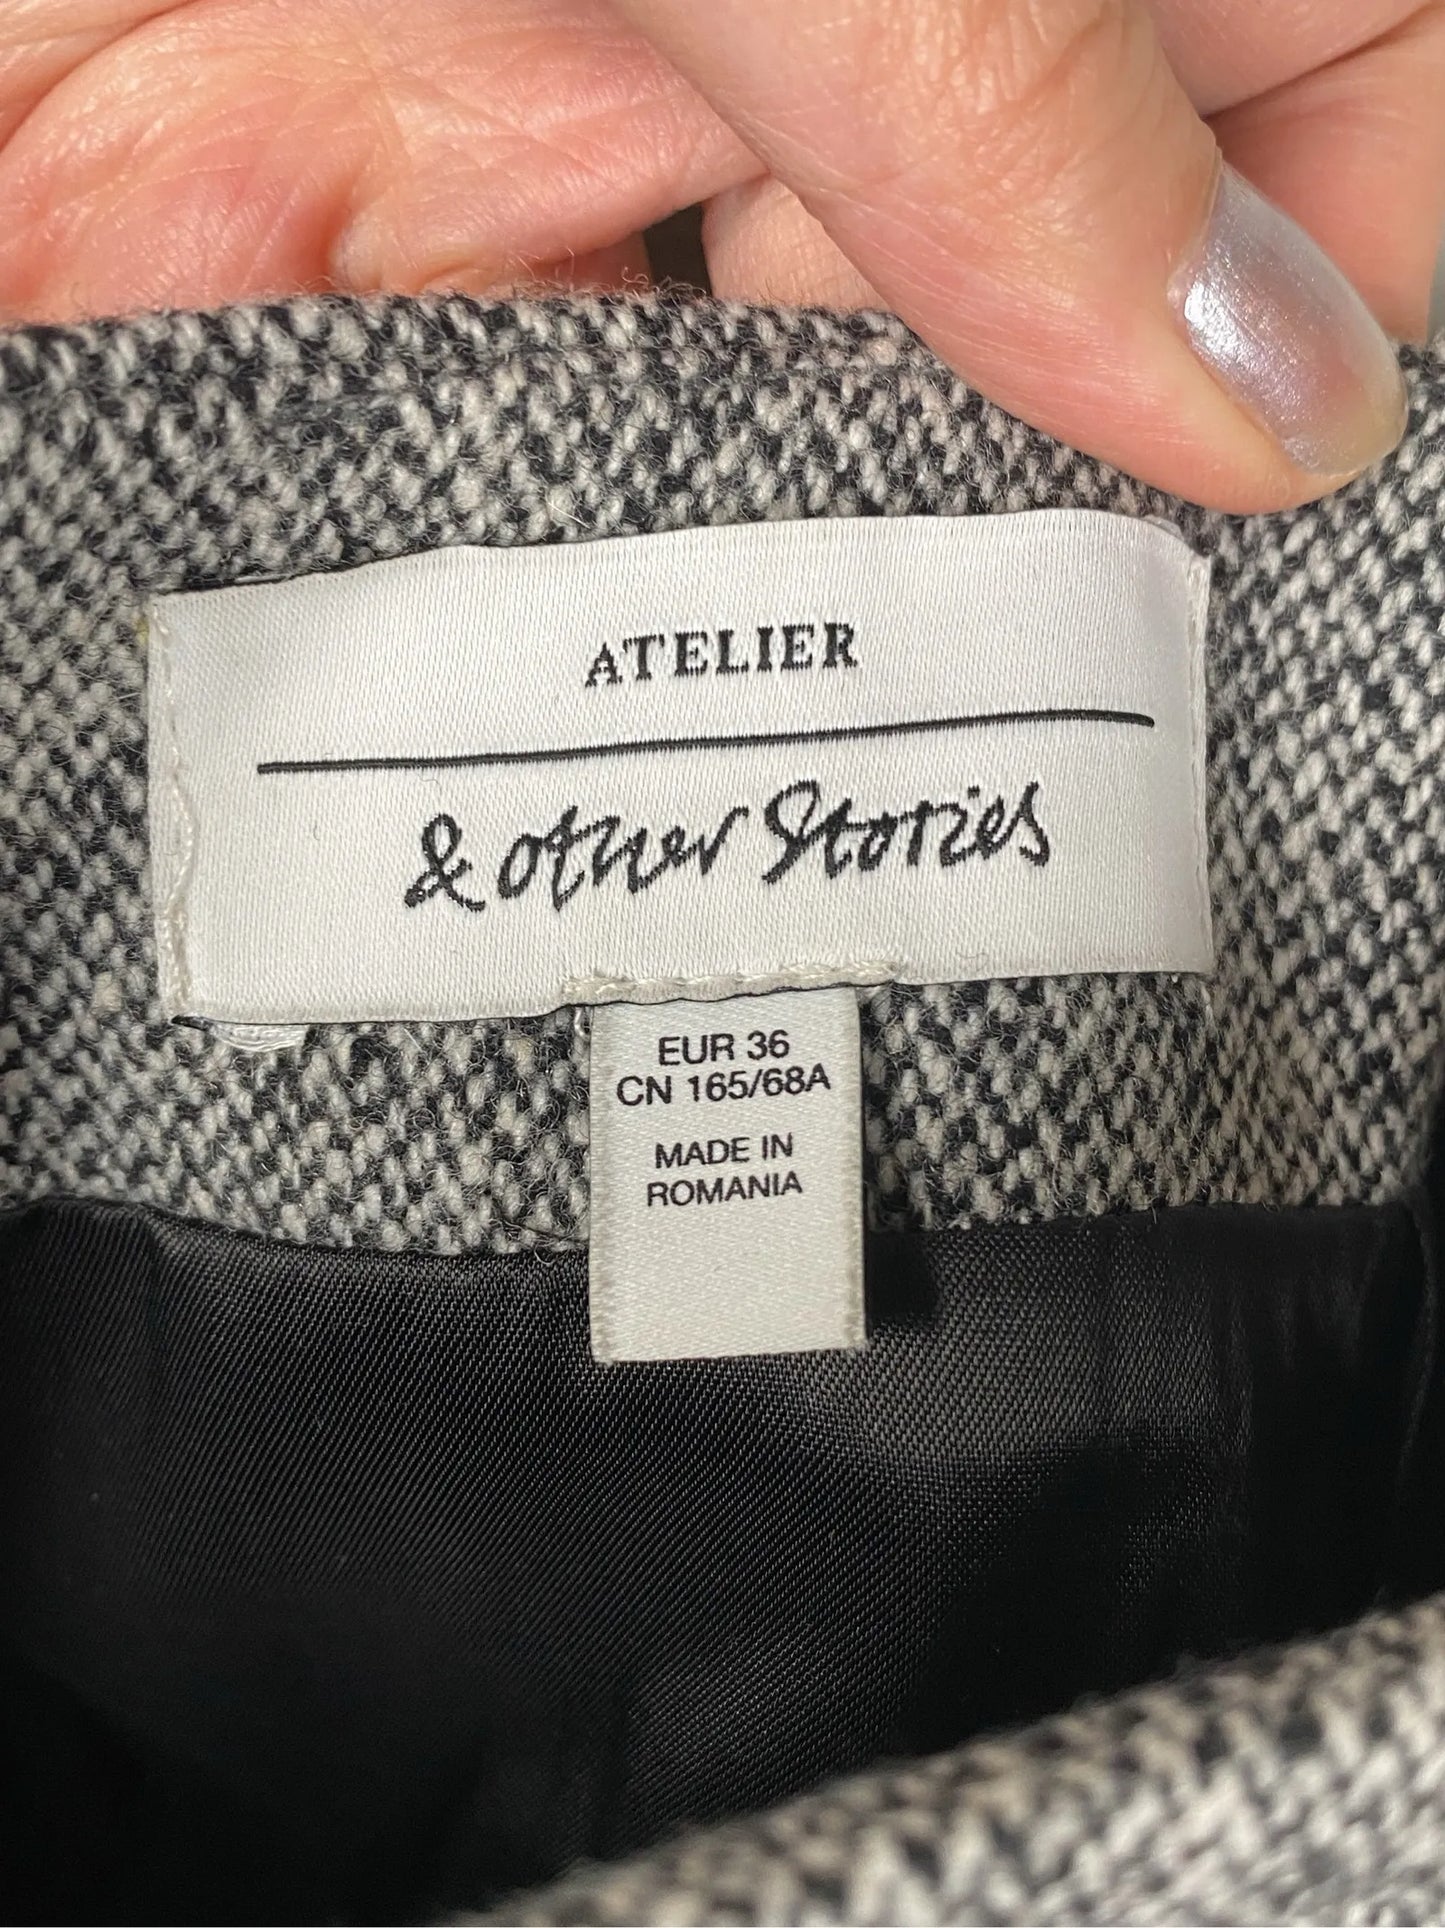 ATELIER
& other Stories
EUR 36
CN 165/68A
MADE IN
ROMANIA